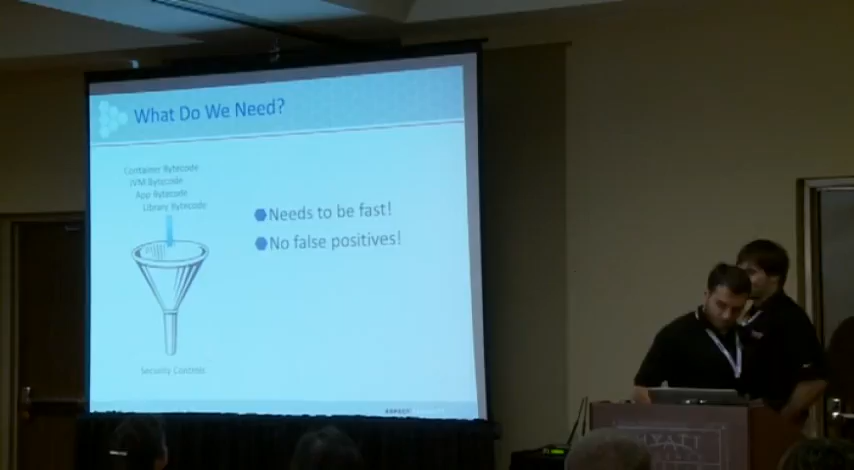 What Do We Need?
Container Bytecode
JVM Bytecode
App Bytecode
Library Bytecode
Needs to be fast!
No false positives!
Security Controls
HYATT